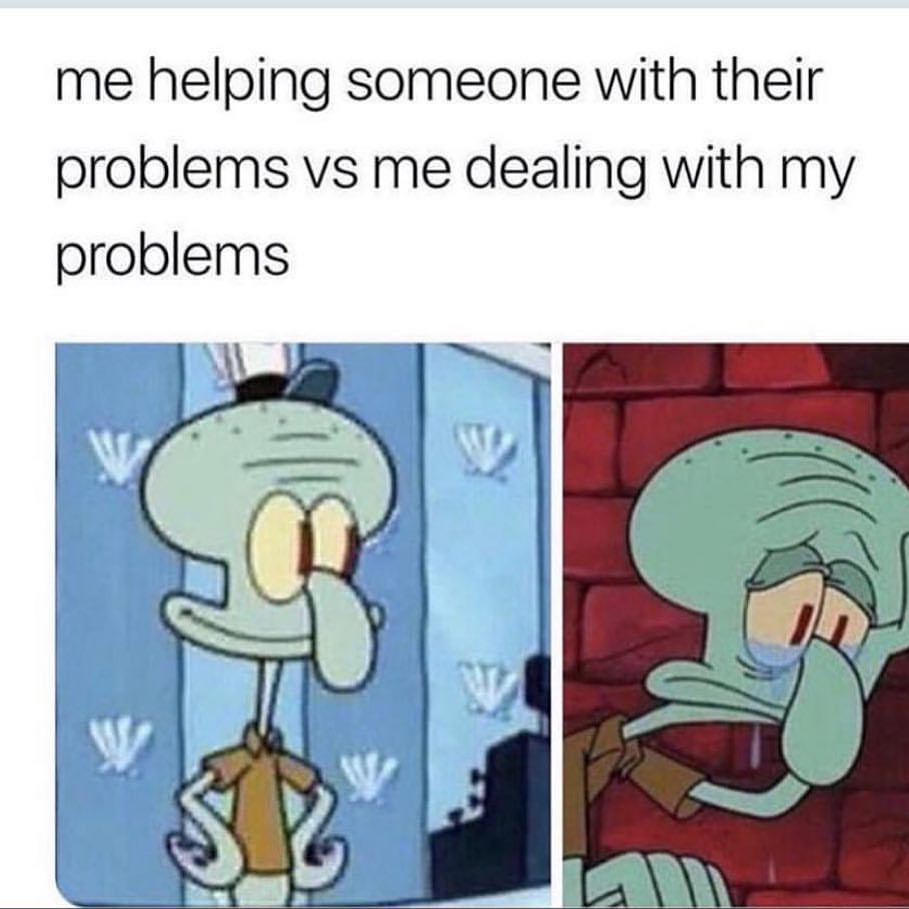 me helping someone with their
problems vs me dealing with my
problems